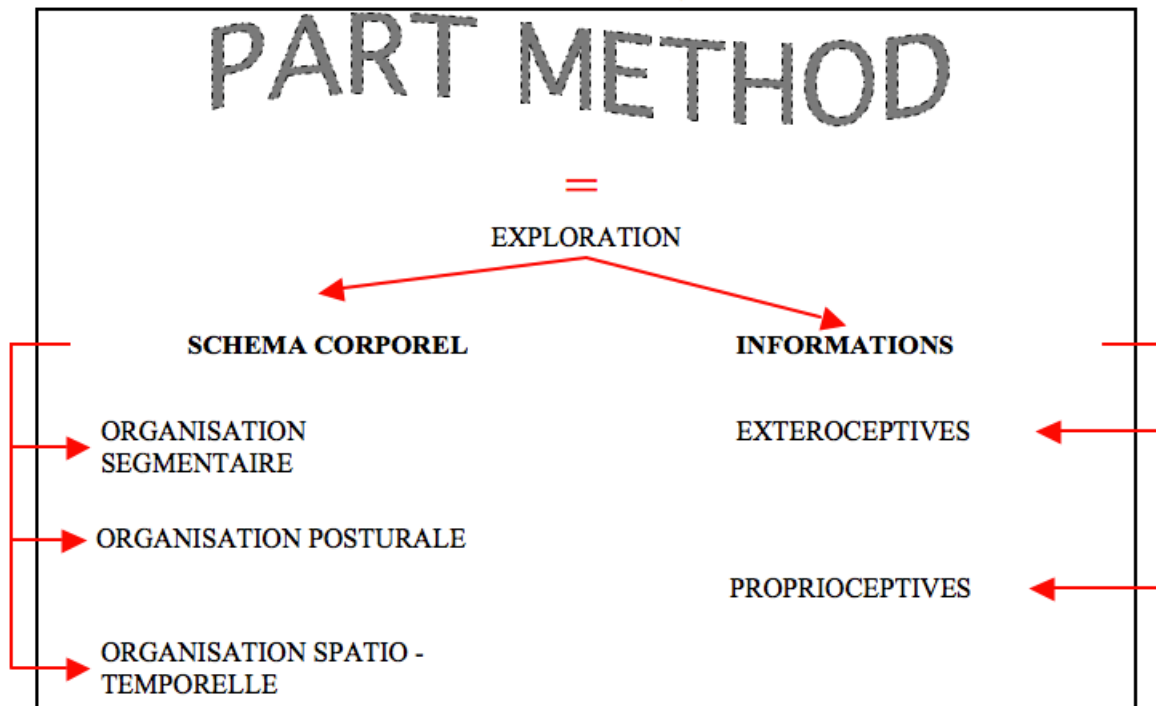 PART METHOD
=
EXPLORATION
SCHEMA CORPOREL
INFORMATIONS
ORGANISATION
SEGMENTAIRE
EXTEROCEPTIVES
ORGANISATION POSTURALE
PROPRIOCEPTIVES
ORGANISATION SPATIO -
TEMPORELLE